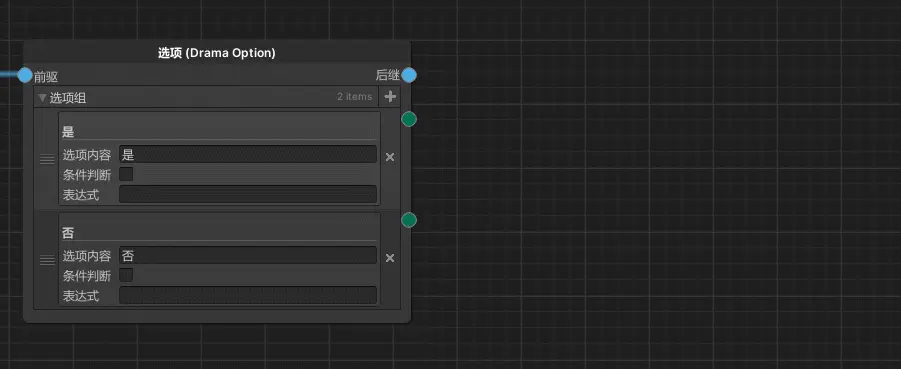 选项 (Drama Option)
前驱 后继
选项组 2 items
是
选项内容 是
条件判断
表达式
否
选项内容 否
条件判断
表达式